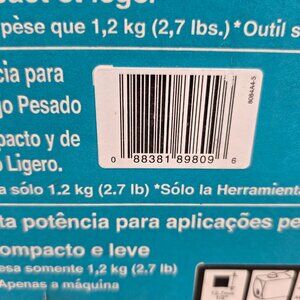 pèse que 1,2 kg (2,7 lbs.) *Outil s
cia para
go Pesado
808444-5
pacto y de
o Ligero.
0 88381 89809 6
a sólo 1.2 kg (2.7 lb) *Sólo la Herramienta
ta potência para aplicações pe
compacto e leve
esa somente 1,2 kg (2.7 lb)
Apenas a máquina